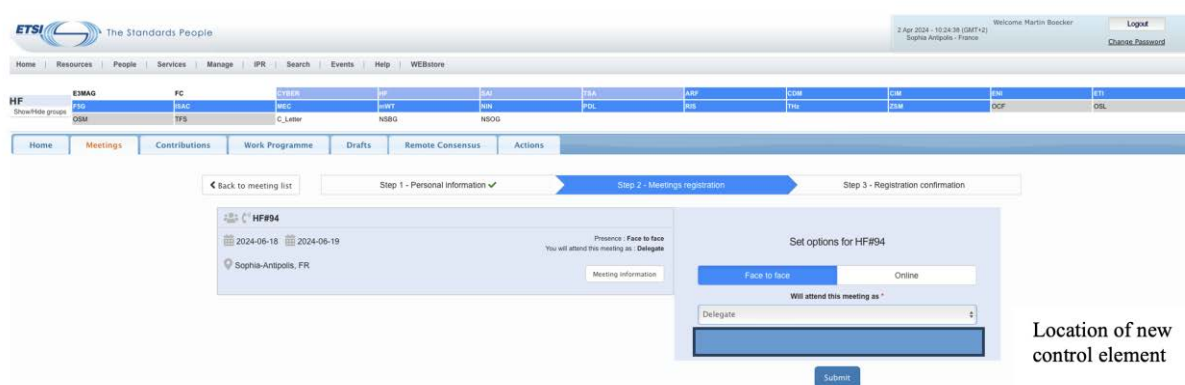 ETSI The Standards People
Welcome Martin Boecker
2 Apr 2024 - 10:24:38 (GMT+2)
Sophia Antipolis - France
Logout
Change Password
Home | Resources | People | Services | Manage | IPR | Search | Events | Help | WEBstore
HF
Show/Hide groups
E3MAG FC CYBER HF SAI TSA ARF CDM CIM ENI ETI
F5G ISAC MEC mWT NIN PDL RIS THz ZSM OCF OSL
OSM TFS C_Letter NSBG NSOG
Home Meetings Contributions Work Programme Drafts Remote Consensus Actions
Back to meeting list
Step 1 - Personal information
Step 2 - Meetings registration
Step 3 - Registration confirmation
HF#94
2024-06-18 2024-06-19
Sophia-Antipolis, FR
Presence : Face to face
You will attend this meeting as : Delegate
Meeting information
Set options for HF#94
Face to face Online
Will attend this meeting as *
Delegate
Submit
Location of new
control element